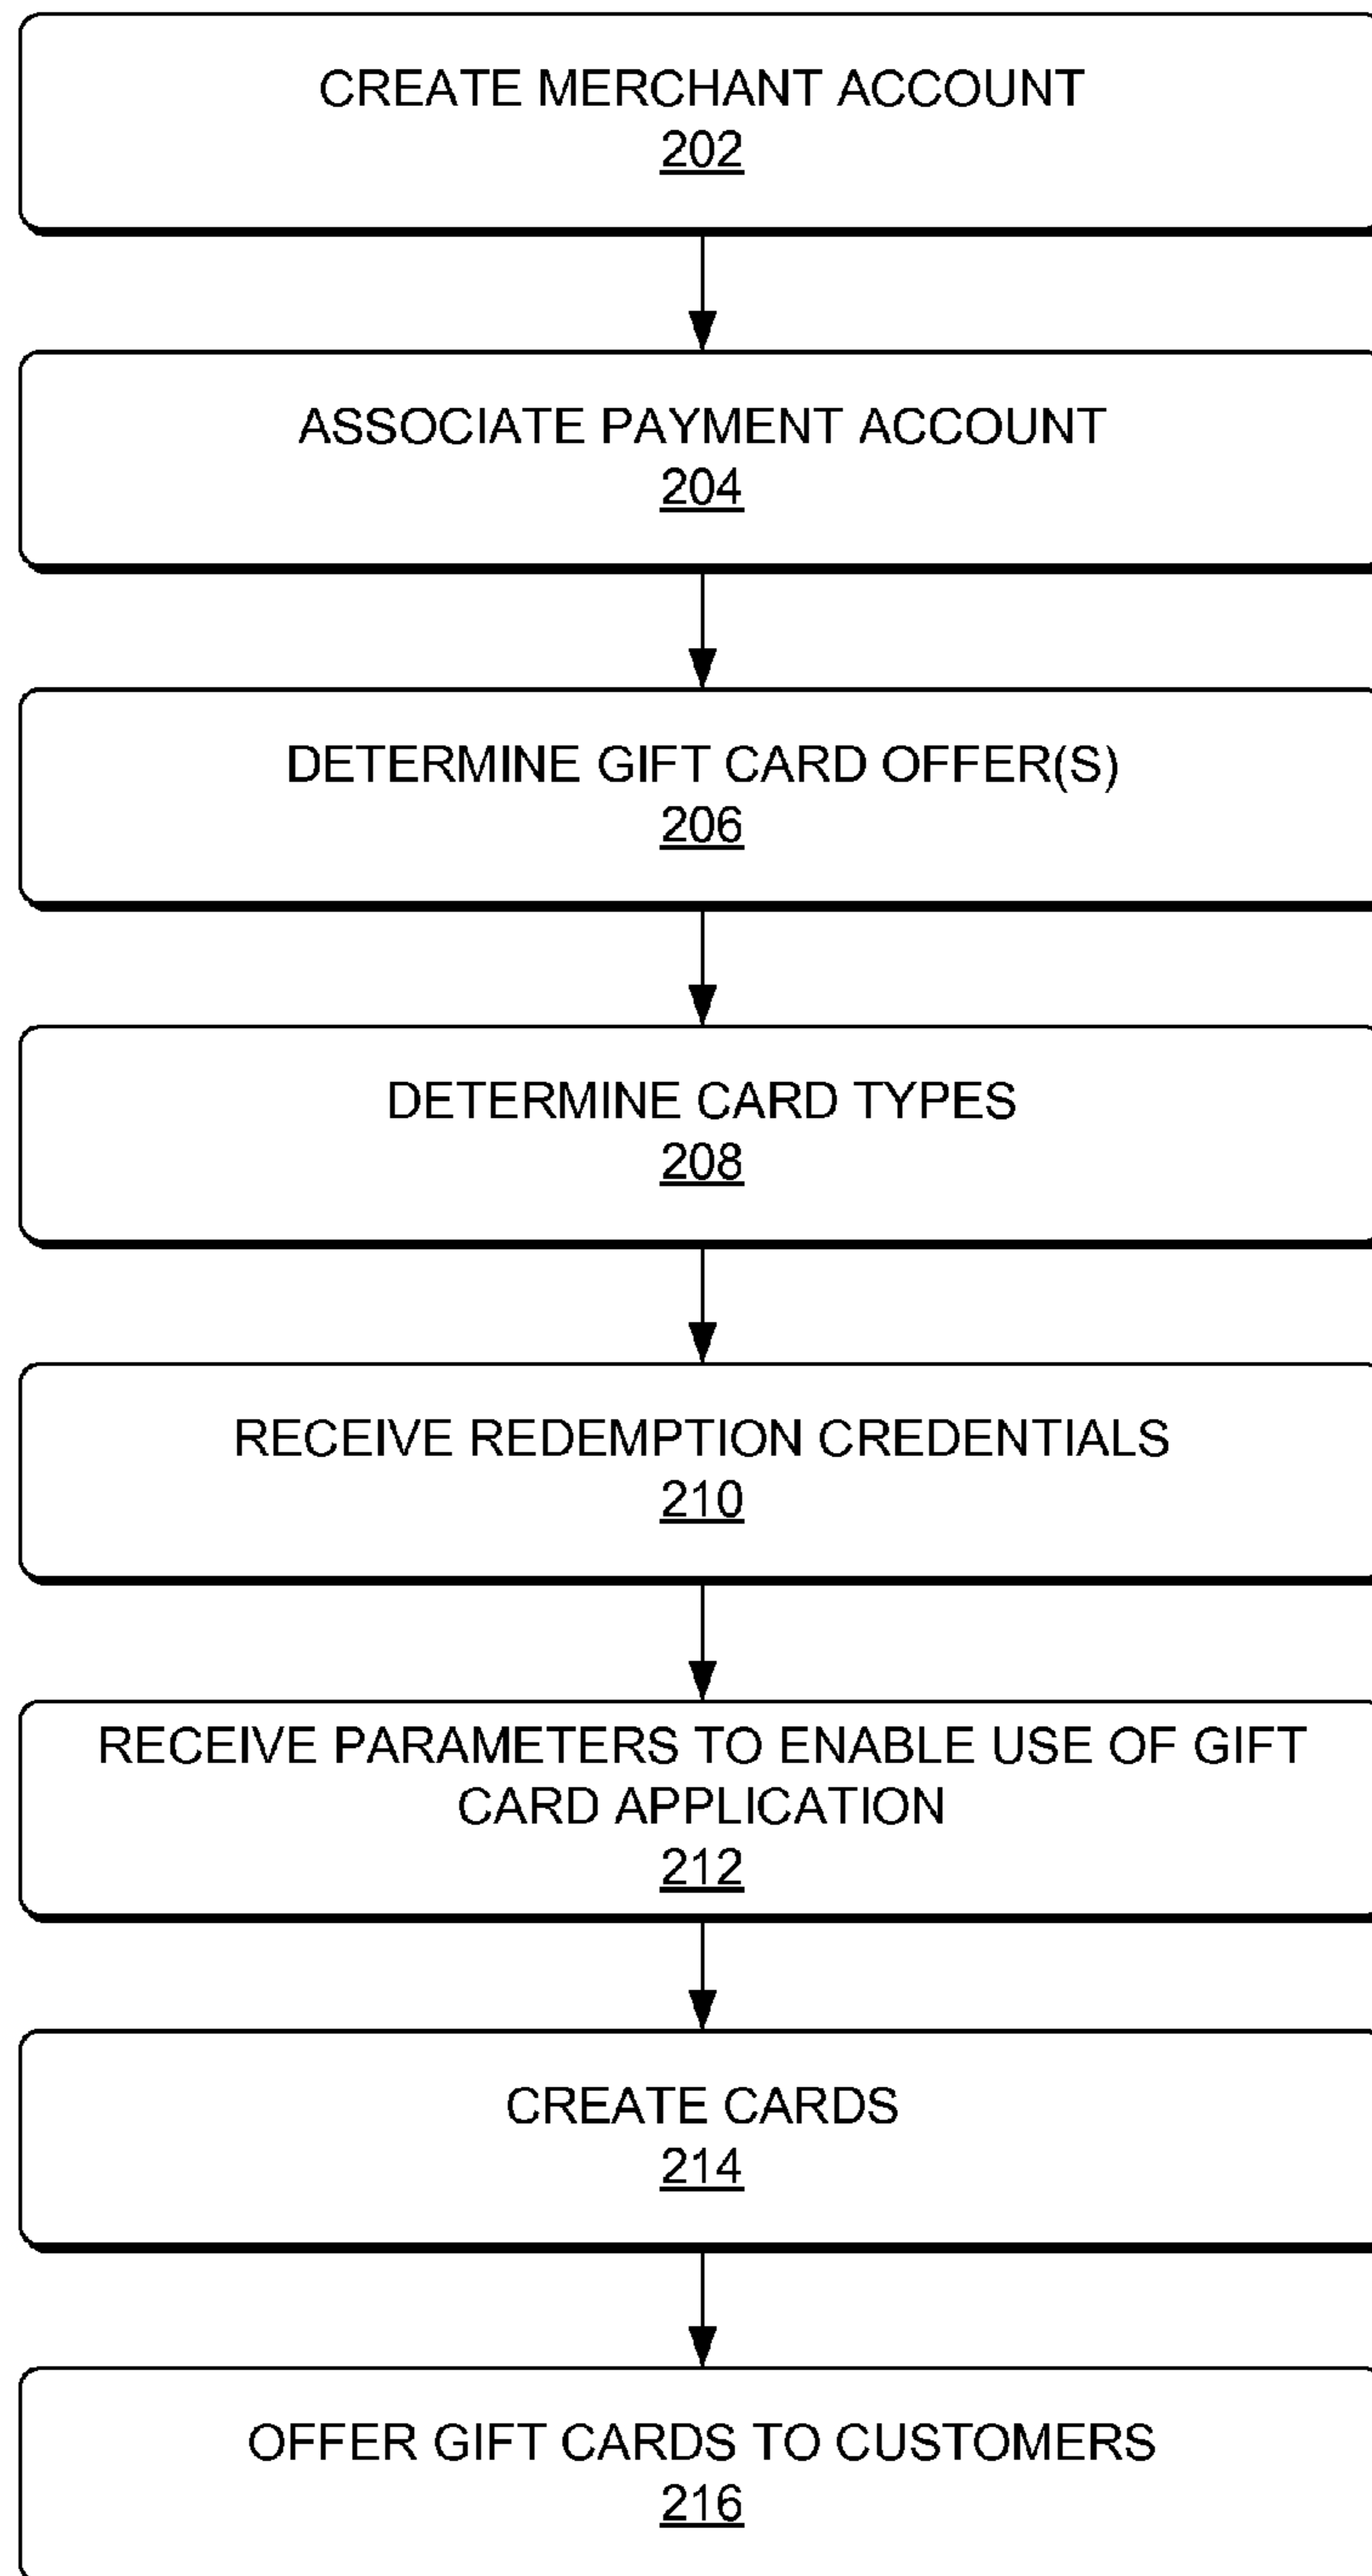 CREATE MERCHANT ACCOUNT
202
ASSOCIATE PAYMENT ACCOUNT
204
DETERMINE GIFT CARD OFFER(S)
206
DETERMINE CARD TYPES
208
RECEIVE REDEMPTION CREDENTIALS
210
RECEIVE PARAMETERS TO ENABLE USE OF GIFT
CARD APPLICATION
212
CREATE CARDS
214
OFFER GIFT CARDS TO CUSTOMERS
216